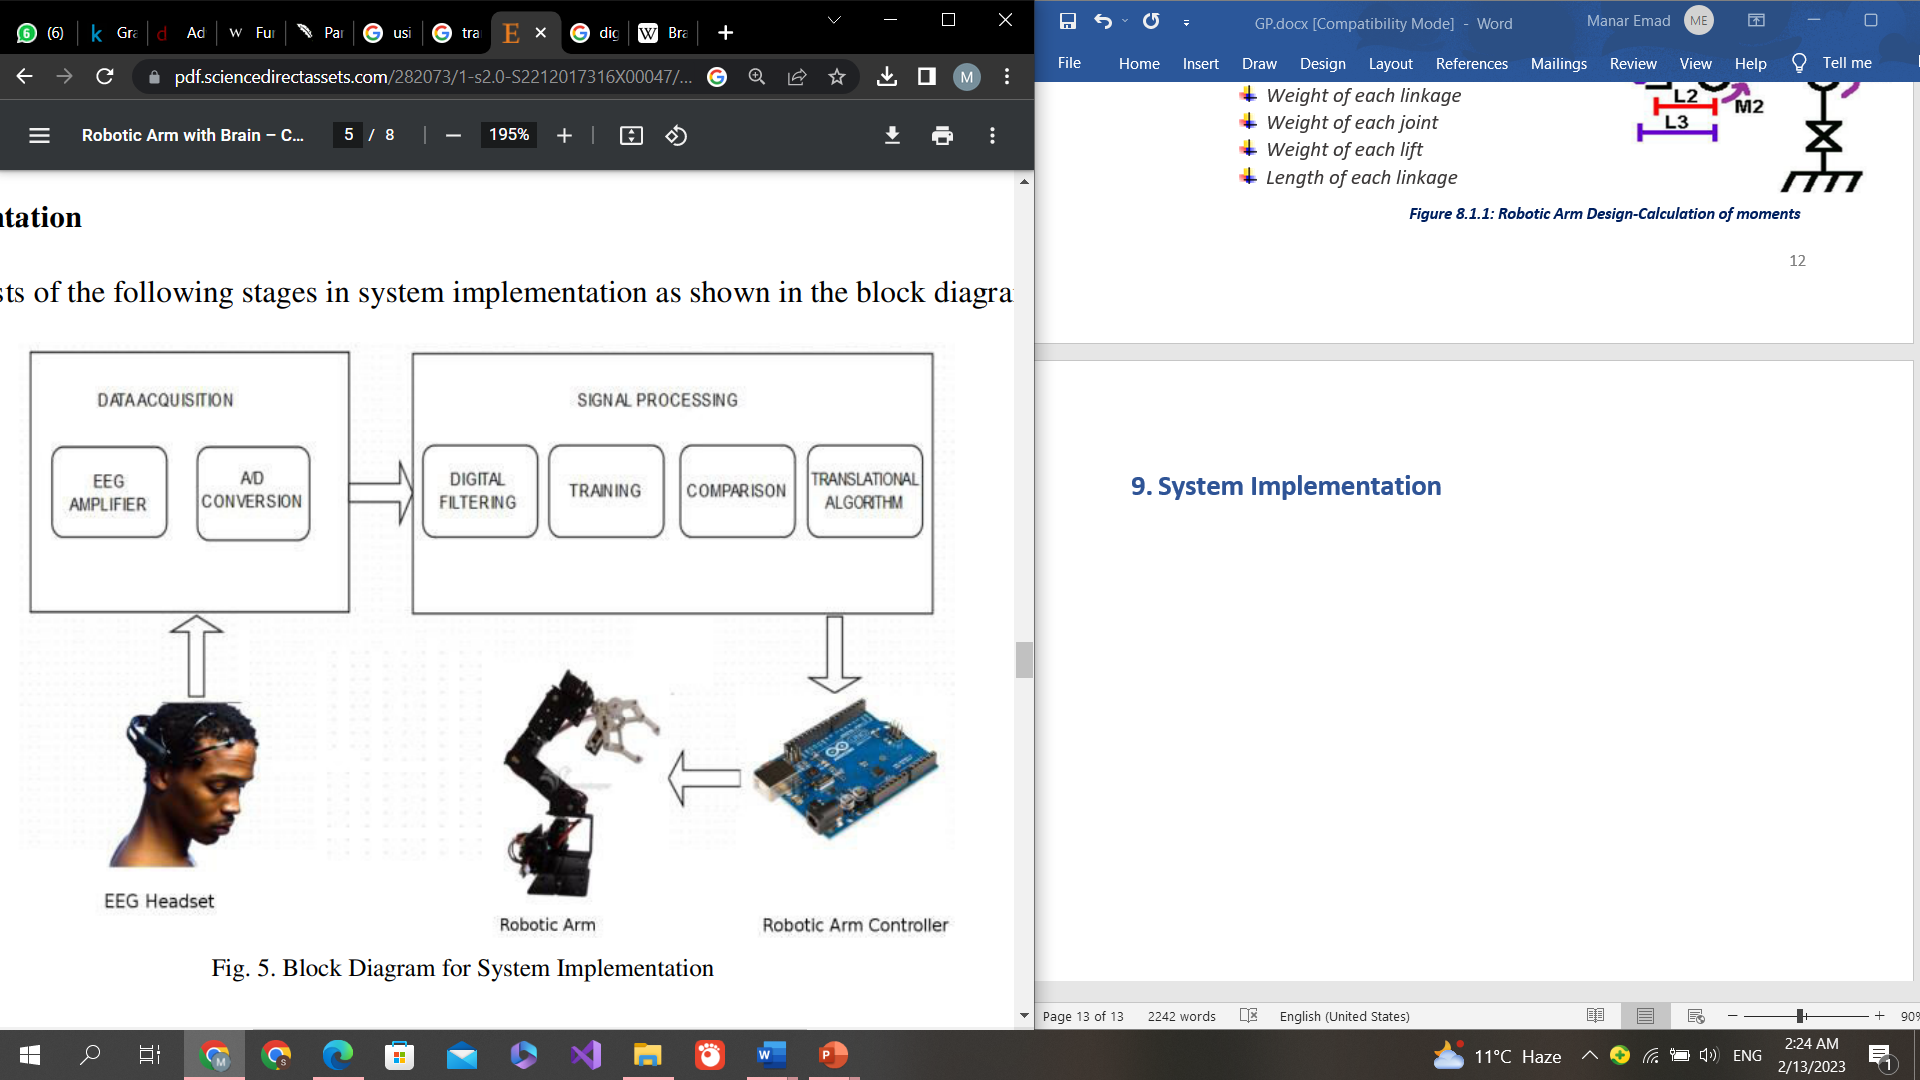 (6)
Gra
Ad
Fur
Par
usi
tra
dig
Bra
pdf.sciencedirectassets.com/282073/1-s2.0-S2212017316X00047/...
M
Robotic Arm with Brain – C...
5 / 8
195%
ntation
sts of the following stages in system implementation as shown in the block diagra
DATA ACQUISITION
SIGNAL PROCESSING
EEG
AMPLIFIER
A/D
CONVERSION
DIGITAL
FILTERING
TRAINING
COMPARISON
TRANSLATIONAL
ALGORITHM
EEG Headset
Robotic Arm
Robotic Arm Controller
Fig. 5. Block Diagram for System Implementation
GP.docx [Compatibility Mode] - Word
Manar Emad
ME
File Home Insert Draw Design Layout References Mailings Review View Help Tell me
Weight of each linkage
Weight of each joint
Weight of each lift
Length of each linkage
L2
M2
L3
Figure 8.1.1: Robotic Arm Design-Calculation of moments
12
9. System Implementation
Page 13 of 13 2242 words English (United States)
90%
11°C Haze
ENG
2:24 AM
2/13/2023
1